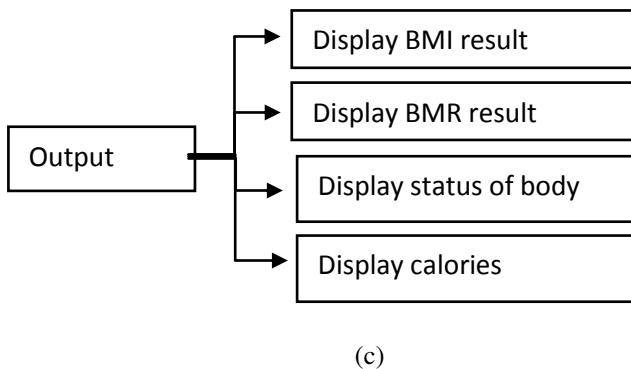 Display BMI result
Display BMR result
Output
Display status of body
Display calories
(c)